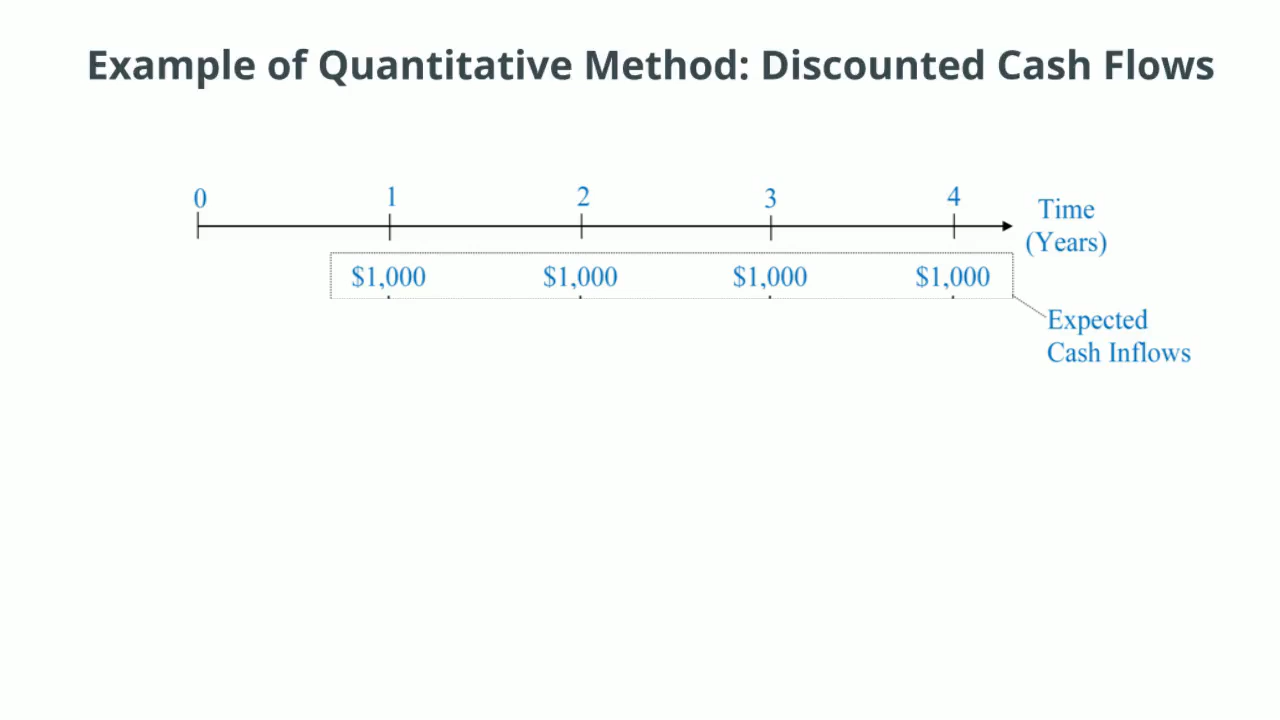 Example of Quantitative Method: Discounted Cash Flows
0 1 2 3 4
Time
(Years)
$1,000 $1,000 $1,000 $1,000
Expected
Cash Inflows